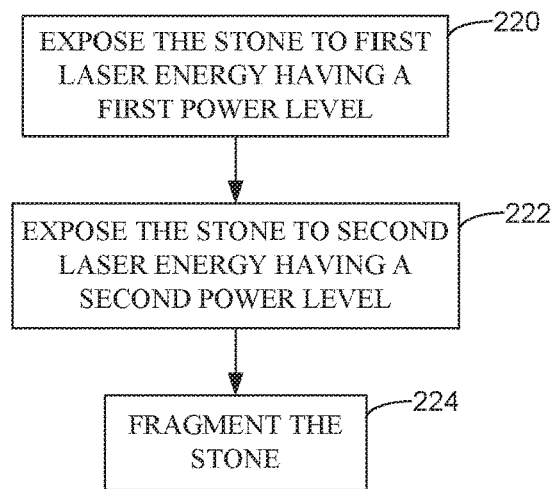 EXPOSE THE STONE TO FIRST
LASER ENERGY HAVING A
FIRST POWER LEVEL
220
EXPOSE THE STONE TO SECOND
LASER ENERGY HAVING A
SECOND POWER LEVEL
222
FRAGMENT THE
STONE
224